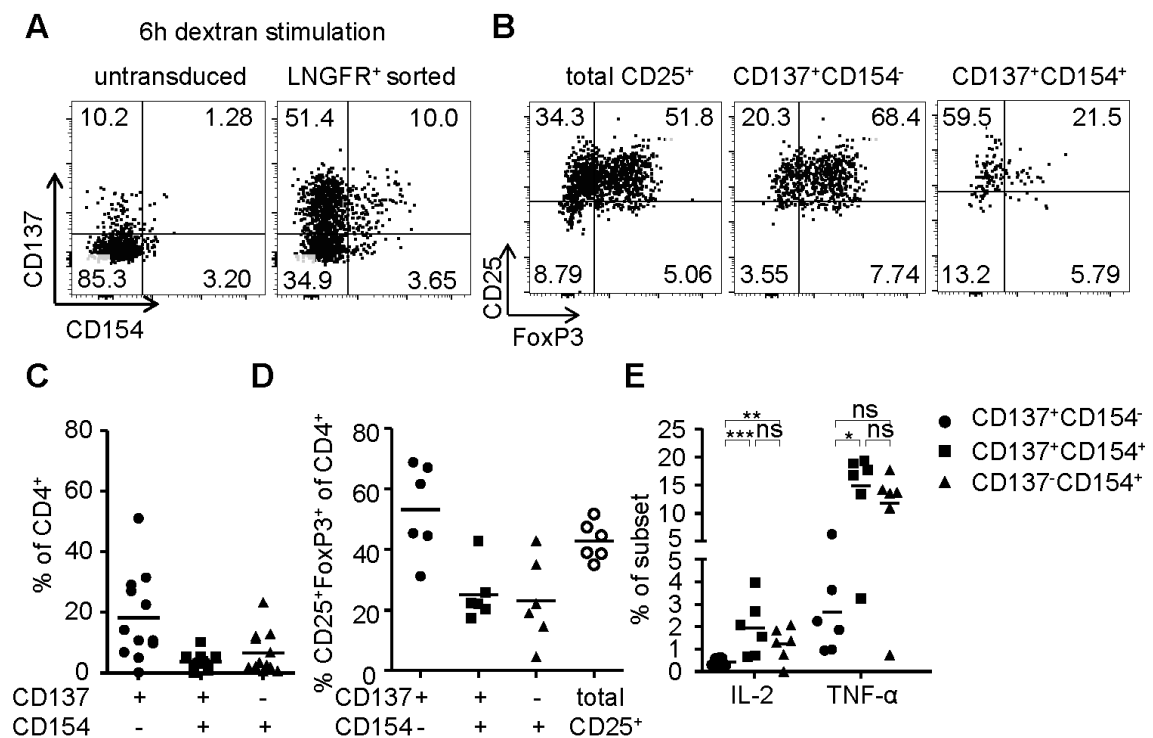 A
6h dextran stimulation
untransduced
LNGFR⁺ sorted
10.2
1.28
51.4
10.0
85.3
3.20
34.9
3.65
CD137
CD154
B
total CD25⁺
CD137⁺CD154⁻
CD137⁺CD154⁺
34.3
51.8
20.3
68.4
59.5
21.5
8.79
5.06
3.55
7.74
13.2
5.79
CD25
FoxP3
C
% of CD4⁺
80
60
40
20
0
CD137 + + -
CD154 - + +
D
% CD25⁺FoxP3⁺ of CD4⁺
80
60
40
20
0
CD137 + + - total
CD154 - + + CD25⁺
E
% of subset
25
20
15
10
5
5
4
3
2
1
0
**
*** ns
ns
* ns
IL-2 TNF-α
CD137⁺CD154⁻
CD137⁺CD154⁺
CD137⁻CD154⁺